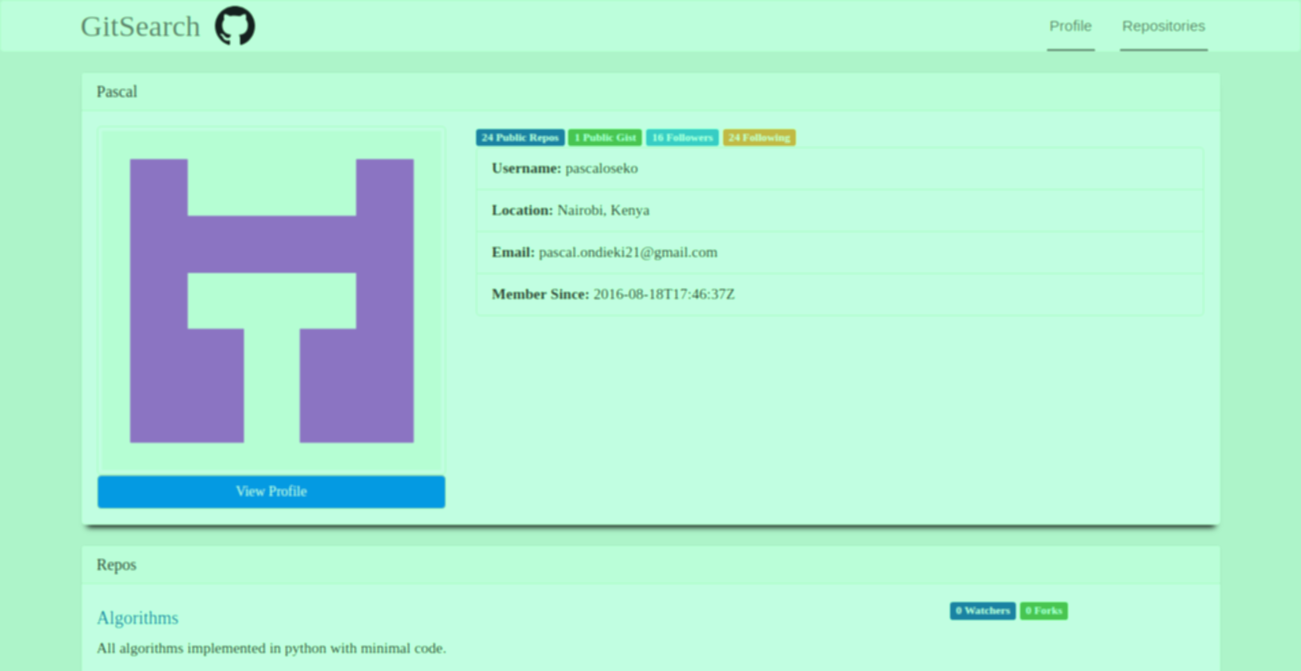 GitSearch
Profile Repositories
Pascal
24 Public Repos 1 Public Gist 16 Followers 24 Following
Username: pascaloseko
Location: Nairobi, Kenya
Email: pascal.ondieki21@gmail.com
Member Since: 2016-08-18T17:46:37Z
View Profile
Repos
Algorithms
0 Watchers 0 Forks
All algorithms implemented in python with minimal code.